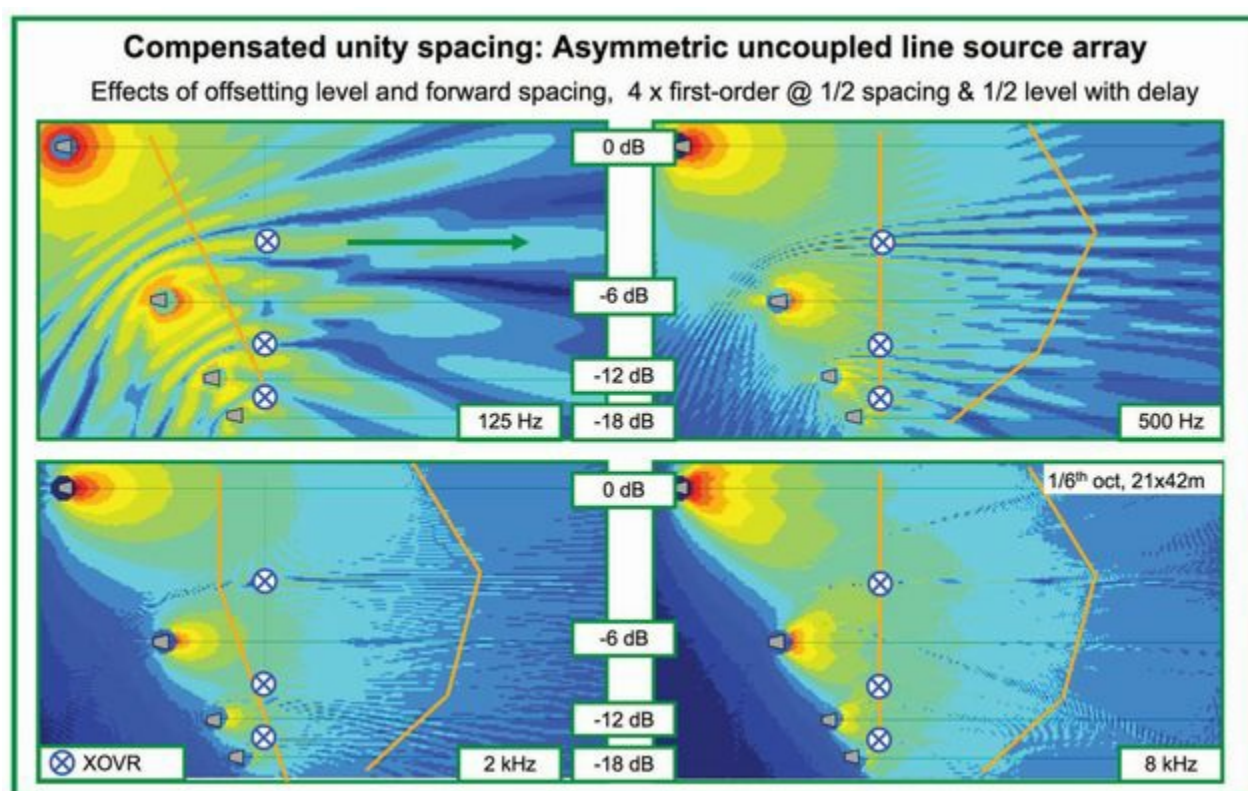 Compensated unity spacing: Asymmetric uncoupled line source array
Effects of offsetting level and forward spacing, 4 x first-order @ 1/2 spacing & 1/2 level with delay
0 dB
-6 dB
-12 dB
125 Hz
-18 dB
500 Hz
0 dB
1/6th oct, 21x42m
-6 dB
-12 dB
XOVR
2 kHz
-18 dB
8 kHz